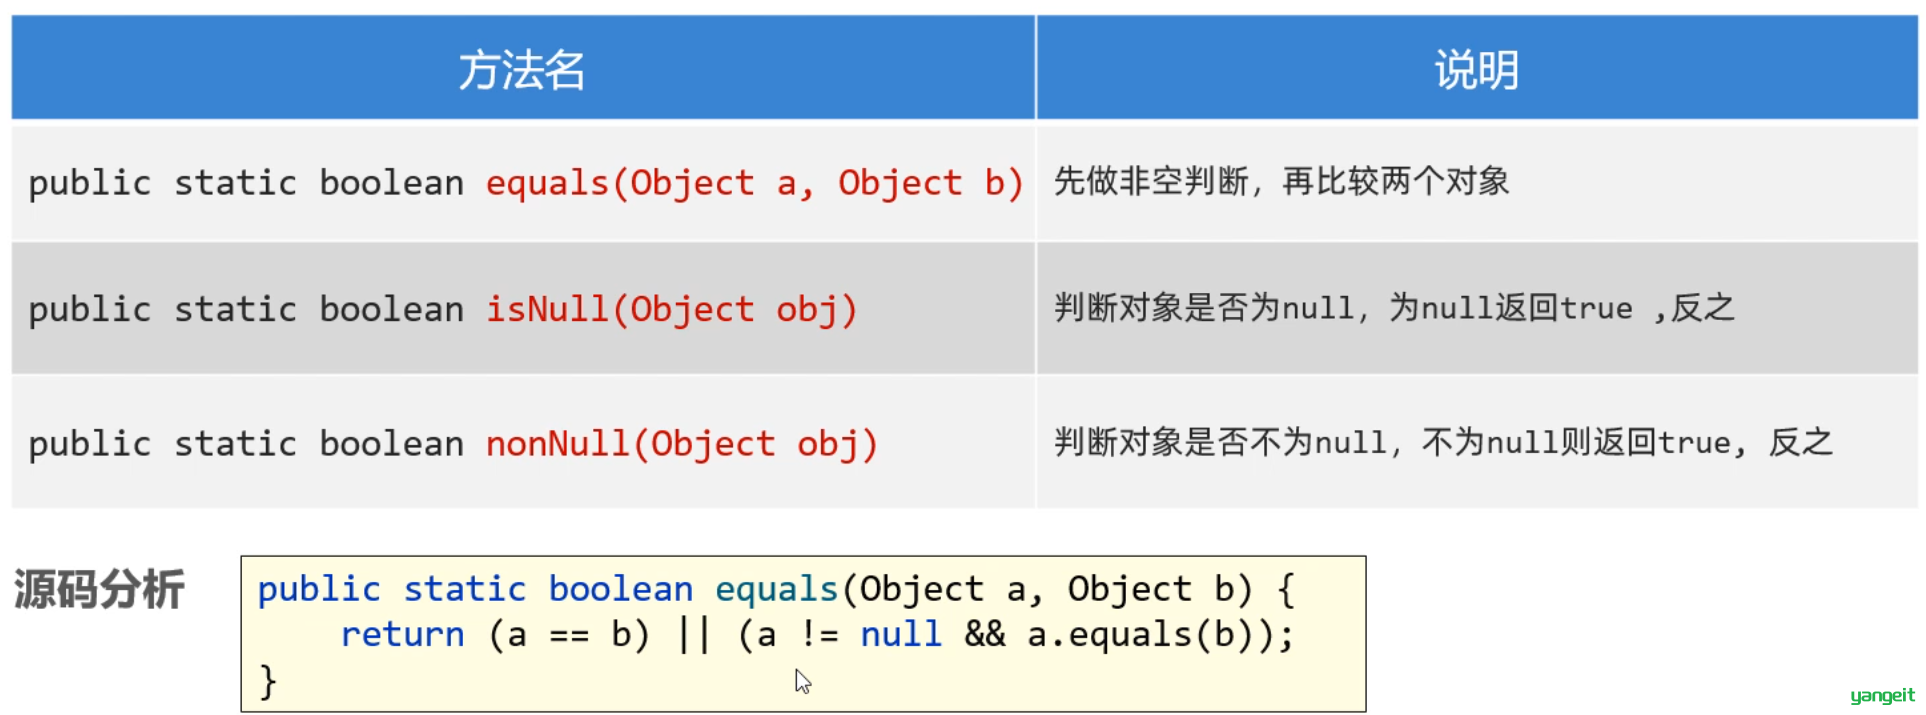 方法名 说明
public static boolean equals(Object a, Object b) 先做非空判断，再比较两个对象
public static boolean isNull(Object obj) 判断对象是否为null，为null返回true ,反之
public static boolean nonNull(Object obj) 判断对象是否不为null，不为null则返回true, 反之
源码分析
public static boolean equals(Object a, Object b) {
    return (a == b) || (a != null && a.equals(b));
}
yangeit